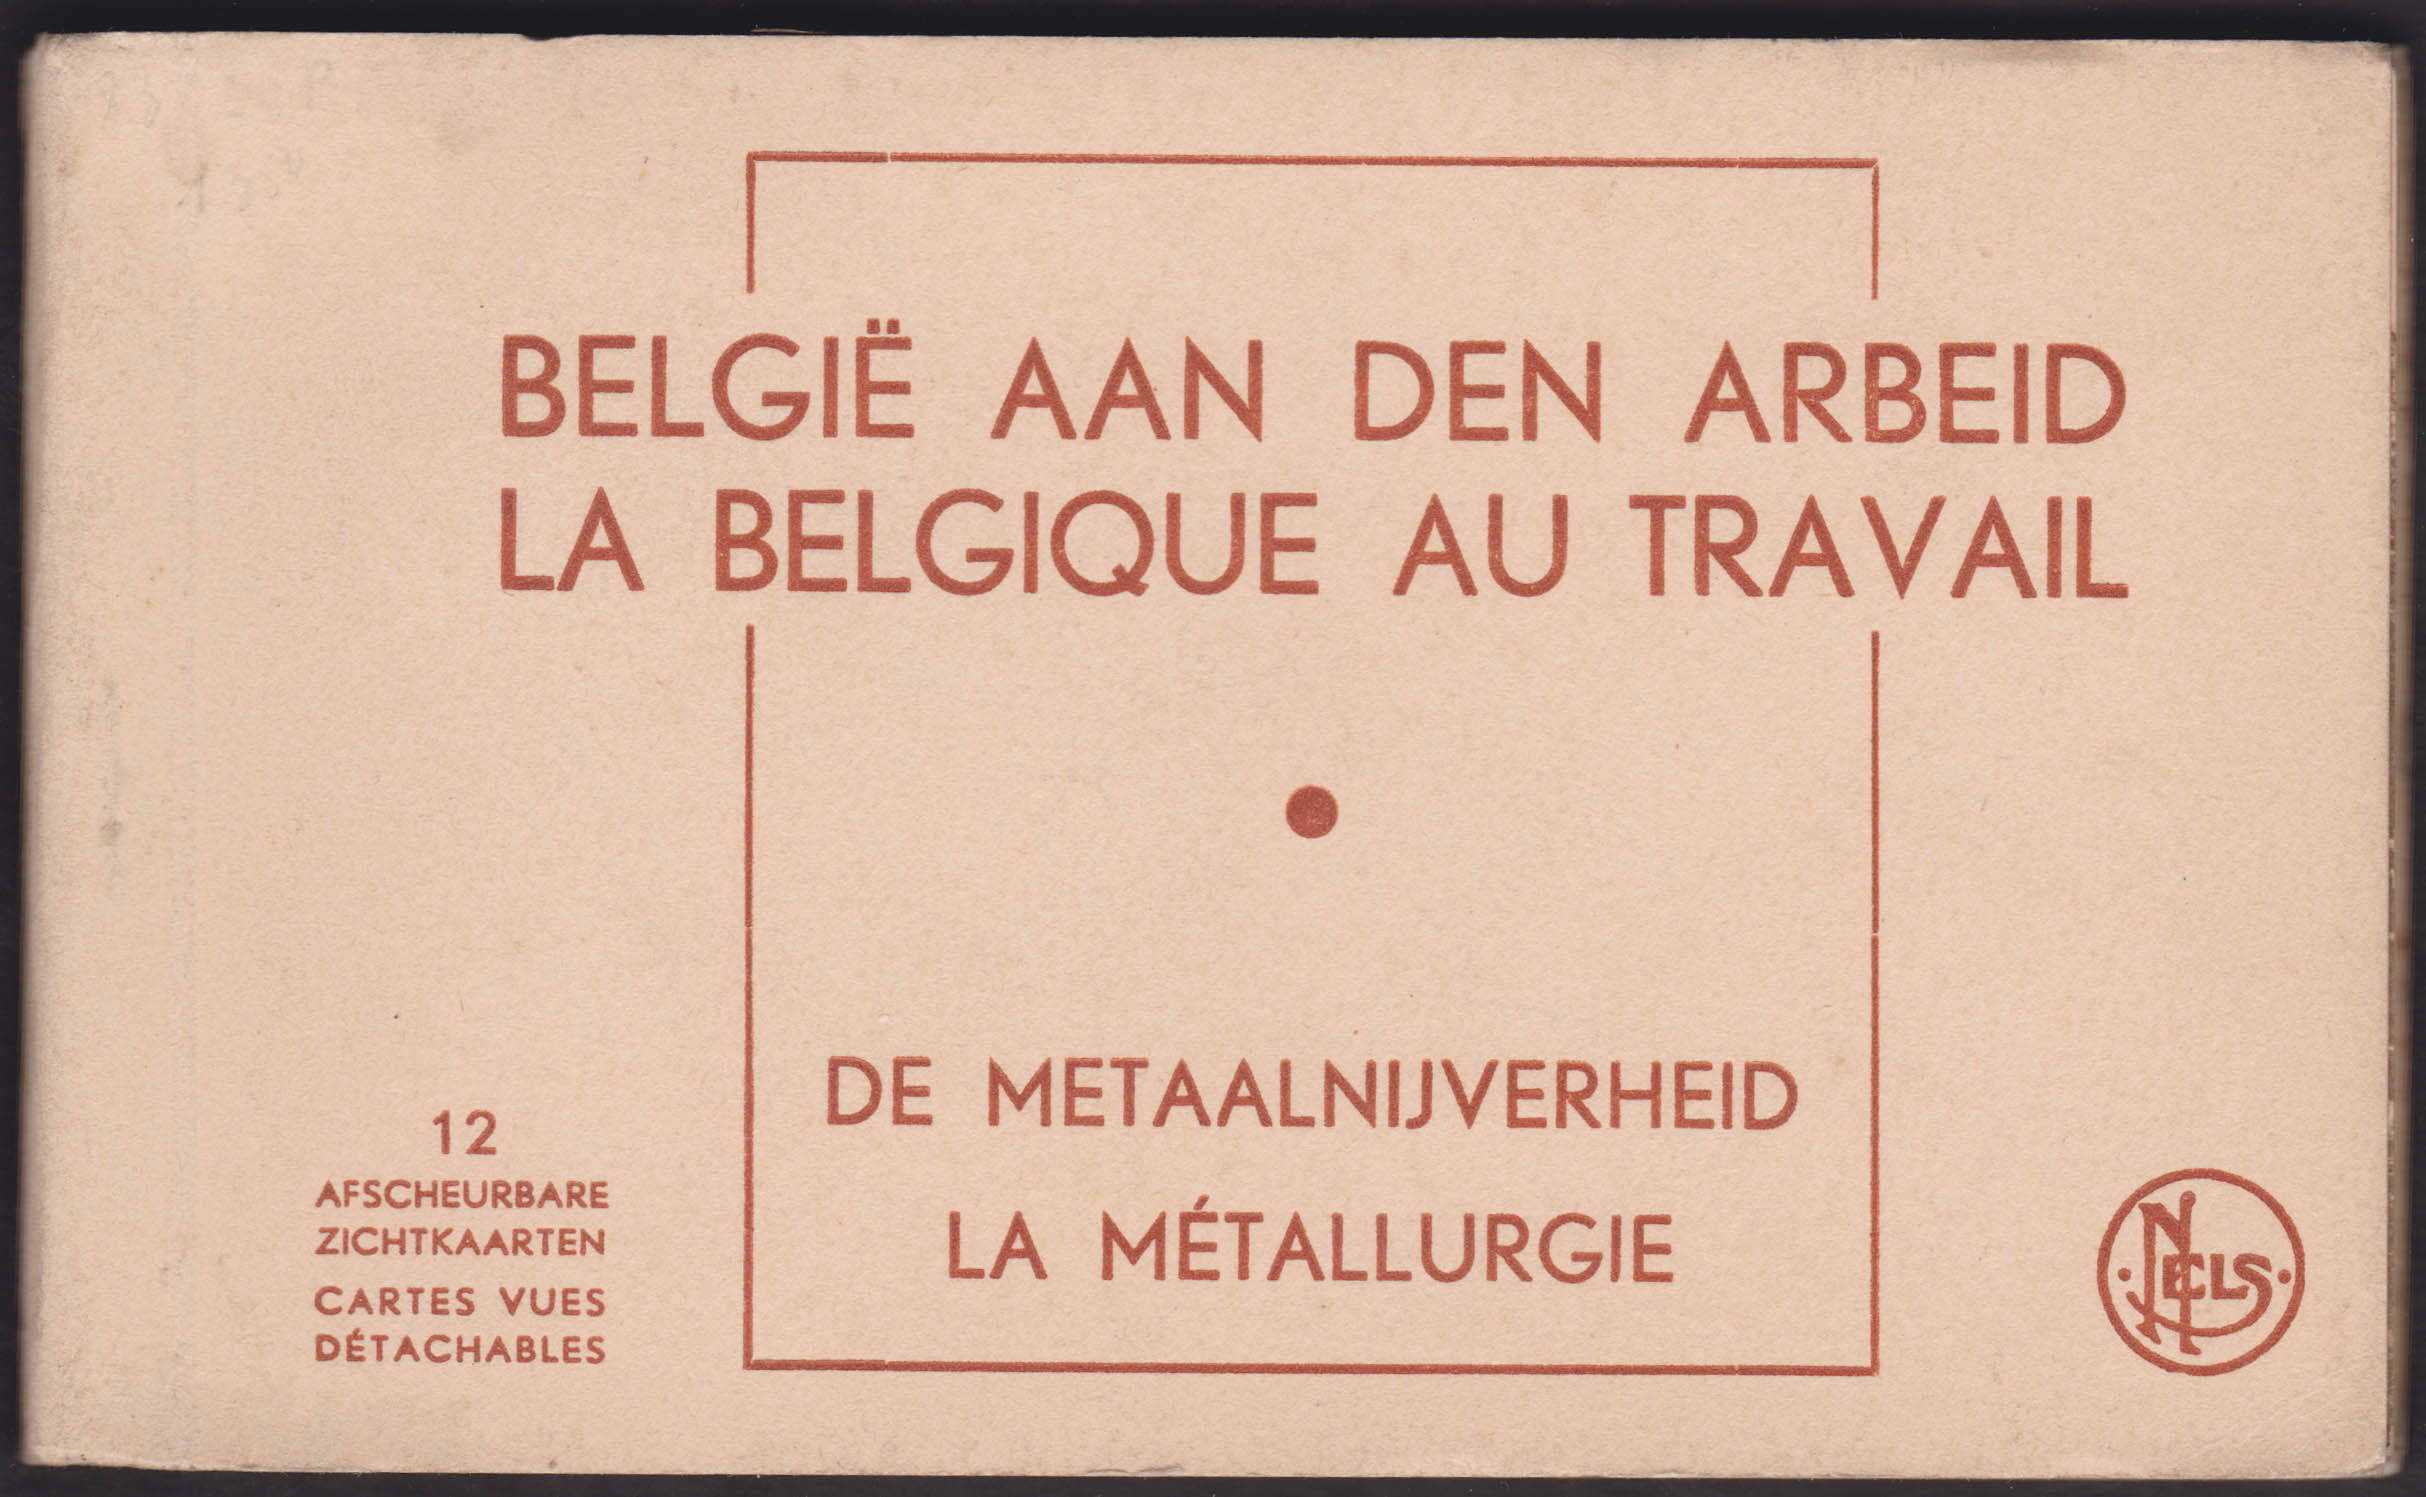 BELGIË AAN DEN ARBEID
LA BELGIQUE AU TRAVAIL
DE METAALNIJVERHEID
LA MÉTALLURGIE
12
AFSCHEURBARE
ZICHTKAARTEN
CARTES VUES
DÉTACHABLES
NELS